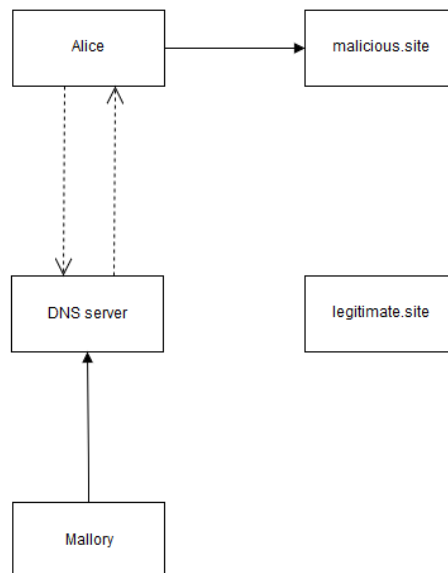 Alice
malicious.site
DNS server
legitimate.site
Mallory